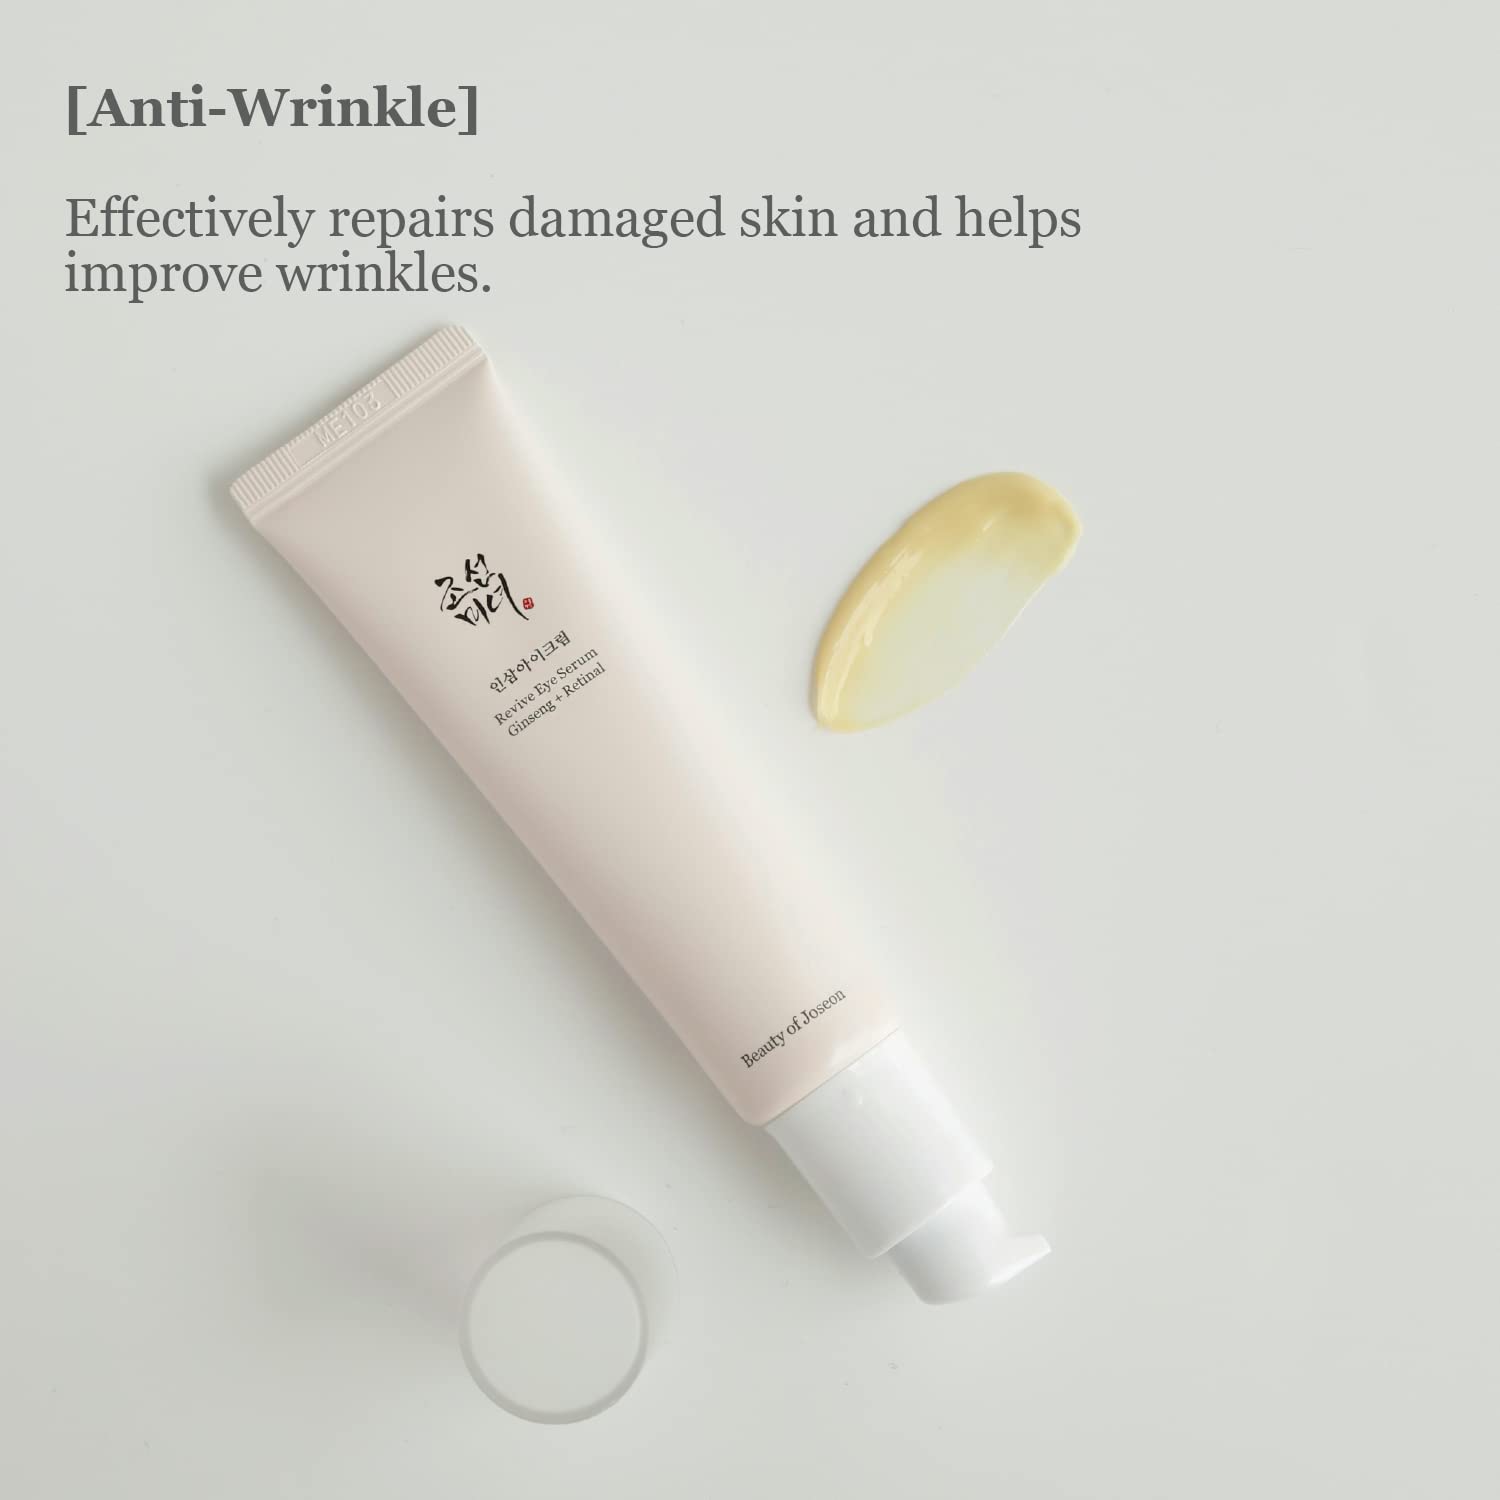 [Anti-Wrinkle]
Effectively repairs damaged skin and helps
improve wrinkles.
ME103
조선
미녀
인삼아이크림
Revive Eye Serum
Ginseng + Retinal
Beauty of Joseon